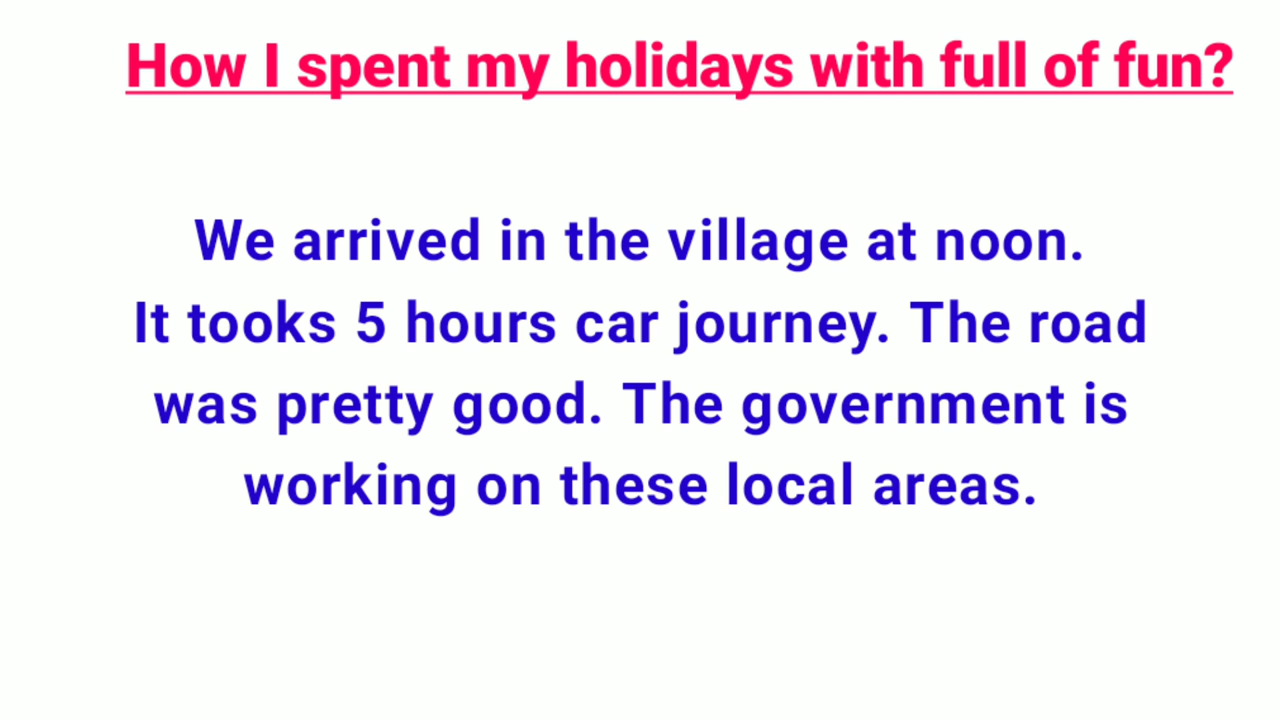 How I spent my holidays with full of fun?
We arrived in the village at noon.
It tooks 5 hours car journey. The road
was pretty good. The government is
working on these local areas.